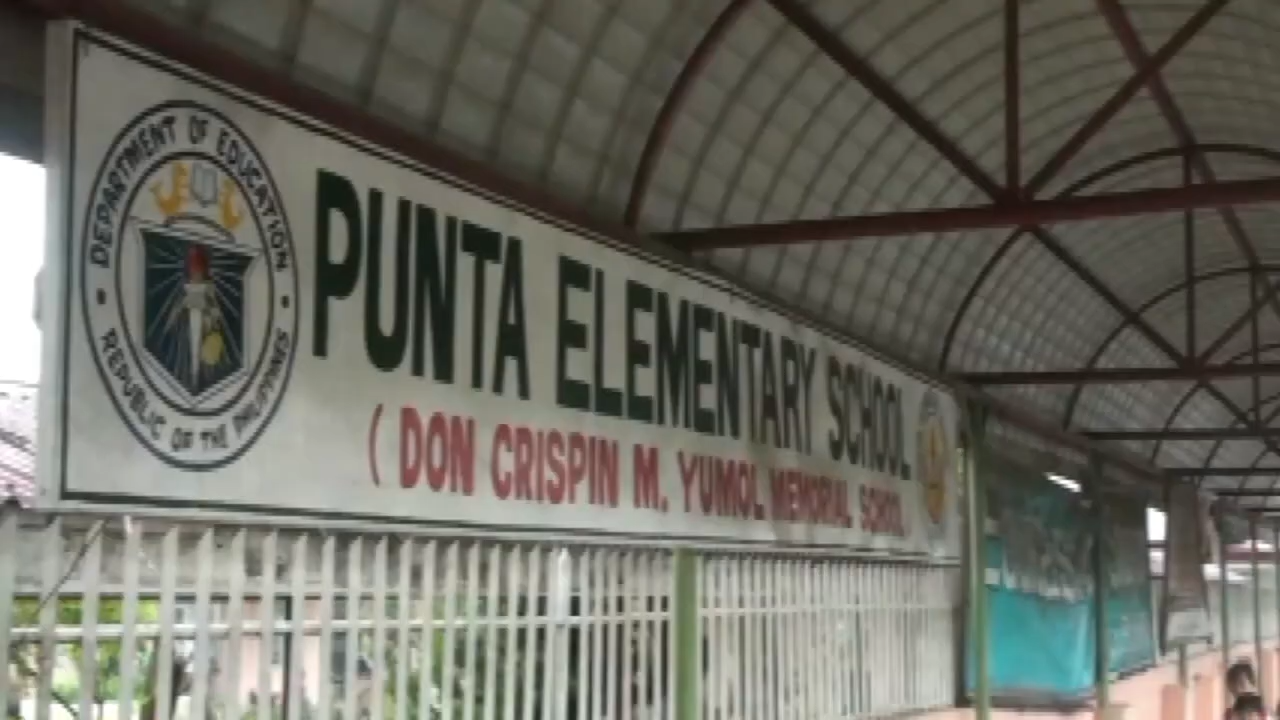 DEPARTMENT OF EDUCATION
REPUBLIC OF THE PHILIPPINES
PUNTA ELEMENTARY SCHOOL
( DON CRISPIN M. YUMOL MEMORIAL SCHOOL